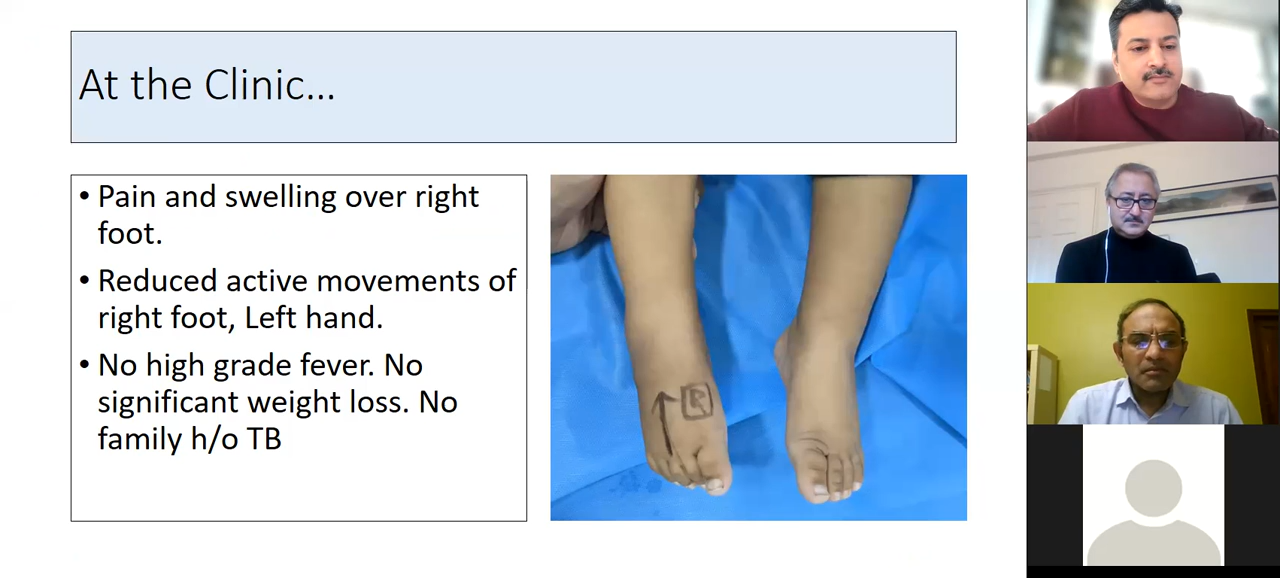 At the Clinic...
• Pain and swelling over right
foot.
• Reduced active movements of
right foot, Left hand.
• No high grade fever. No
significant weight loss. No
family h/o TB
R